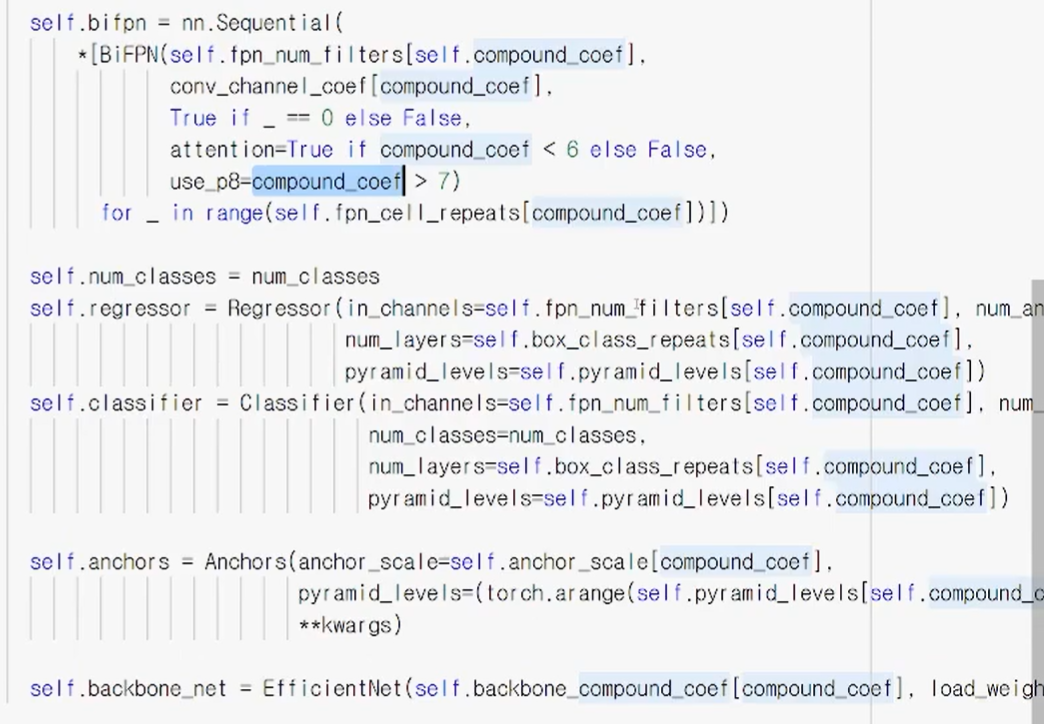 self.bifpn = nn.Sequential(
*[BiFPN(self.fpn_num_filters[self.compound_coef],
conv_channel_coef[compound_coef],
True if _ == 0 else False,
attention=True if compound_coef < 6 else False,
use_p8=compound_coef > 7)
for _ in range(self.fpn_cell_repeats[compound_coef])])
self.num_classes = num_classes
self.regressor = Regressor(in_channels=self.fpn_num_filters[self.compound_coef], num_an
num_layers=self.box_class_repeats[self.compound_coef],
pyramid_levels=self.pyramid_levels[self.compound_coef])
self.classifier = Classifier(in_channels=self.fpn_num_filters[self.compound_coef], num_
num_classes=num_classes,
num_layers=self.box_class_repeats[self.compound_coef],
pyramid_levels=self.pyramid_levels[self.compound_coef])
self.anchors = Anchors(anchor_scale=self.anchor_scale[compound_coef],
pyramid_levels=(torch.arange(self.pyramid_levels[self.compound_c
**kwargs)
self.backbone_net = EfficientNet(self.backbone_compound_coef[compound_coef], load_weigh